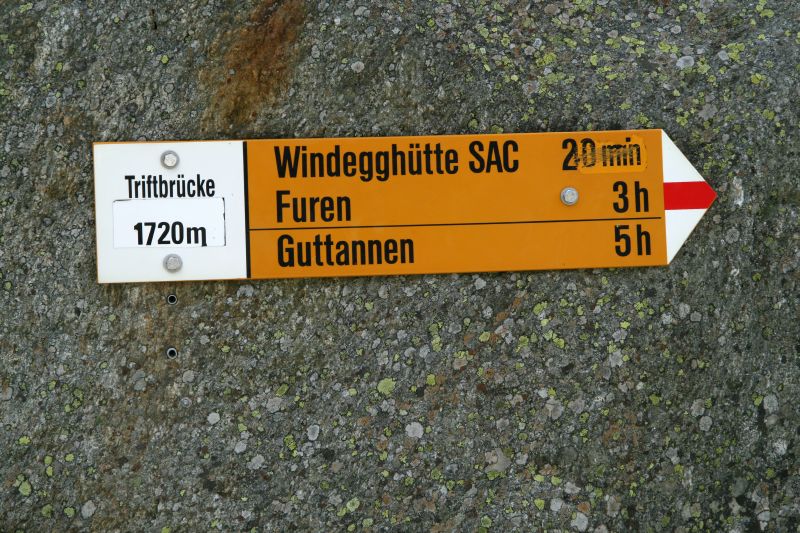 Triftbrücke
1720m
Windegghütte SAC 20 min
Furen 3 h
Guttannen 5 h